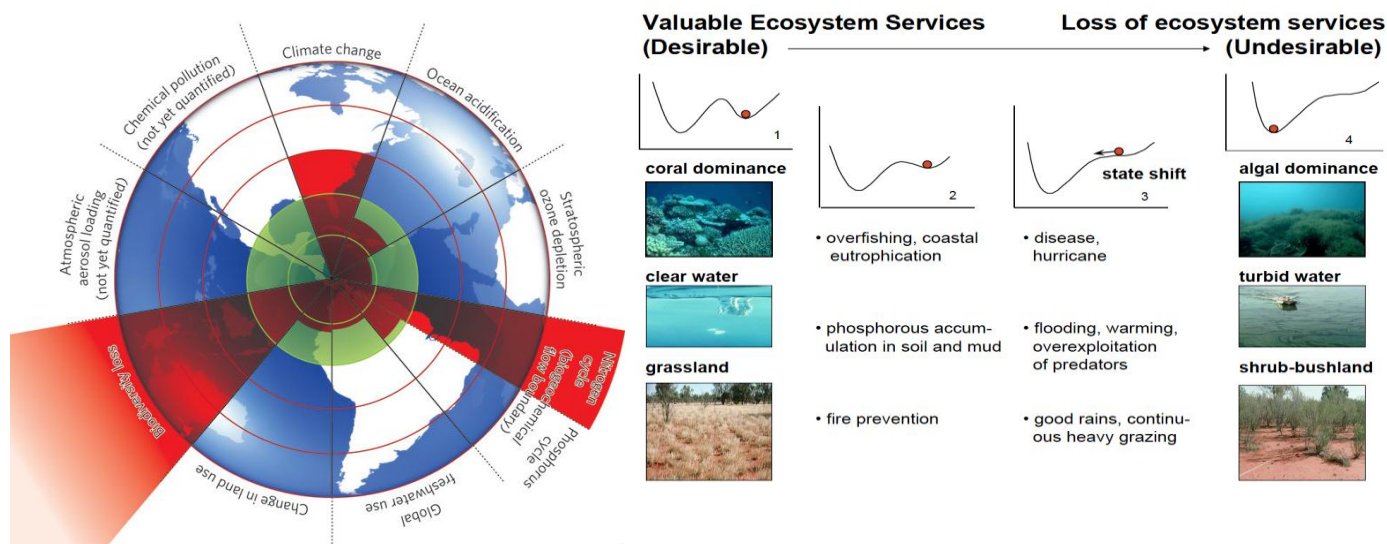 Climate change
Ocean acidification
Stratospheric
ozone depletion
Nitrogen
cycle
(biogeochemical
flow boundary)
Phosphorus
cycle
Global
freshwater use
Change in land use
Biodiversity loss
Atmospheric
aerosol loading
(not yet quantified)
Chemical pollution
(not yet quantified)
Valuable Ecosystem Services
(Desirable)
Loss of ecosystem services
(Undesirable)
1
2
3
4
state shift
coral dominance
• overfishing, coastal
eutrophication
• disease,
hurricane
algal dominance
clear water
• phosphorous accum-
ulation in soil and mud
• flooding, warming,
overexploitation
of predators
turbid water
grassland
• fire prevention
• good rains, continu-
ous heavy grazing
shrub-bushland